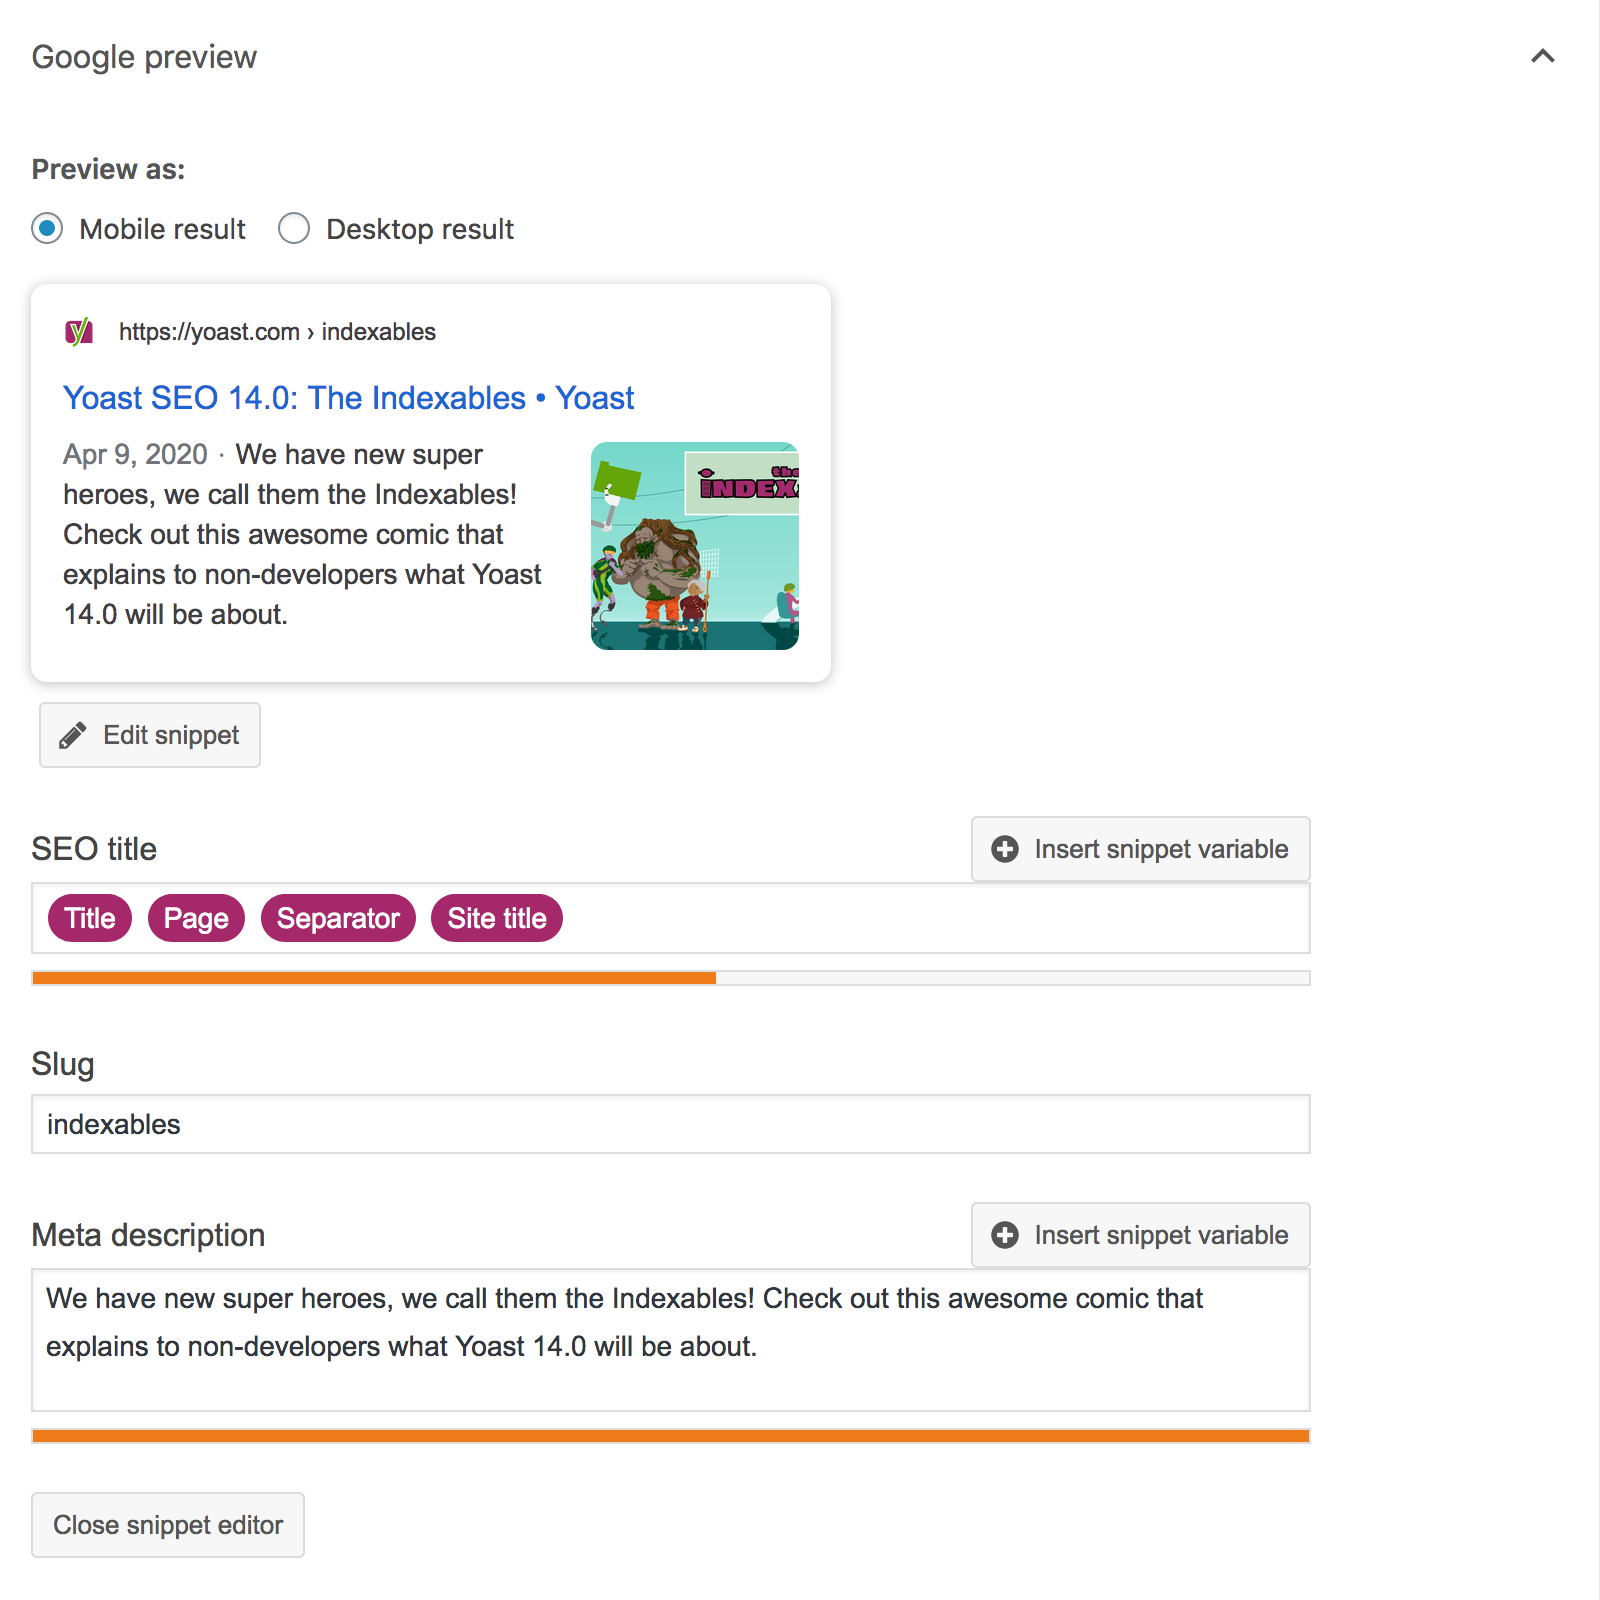 Google preview
Preview as:
Mobile result Desktop result
https://yoast.com › indexables
Yoast SEO 14.0: The Indexables • Yoast
Apr 9, 2020 · We have new super
heroes, we call them the Indexables!
Check out this awesome comic that
explains to non-developers what Yoast
14.0 will be about.
the
INDEX
Edit snippet
SEO title
Insert snippet variable
Title Page Separator Site title
Slug
indexables
Meta description
Insert snippet variable
We have new super heroes, we call them the Indexables! Check out this awesome comic that
explains to non-developers what Yoast 14.0 will be about.
Close snippet editor